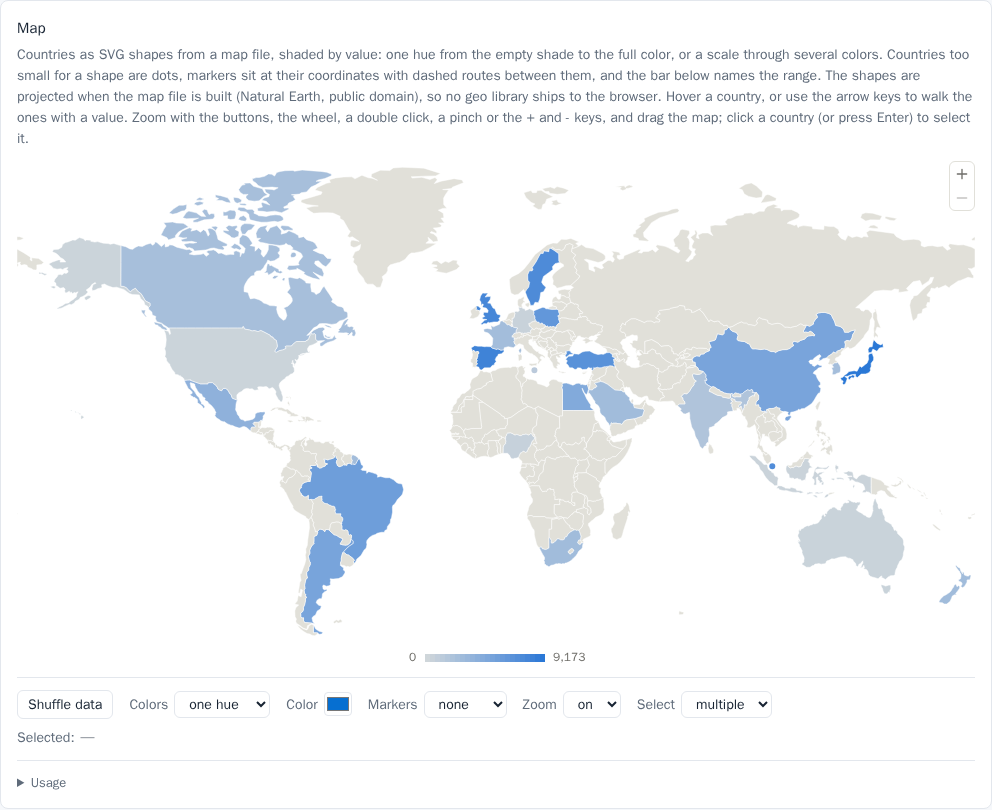 Map
Countries as SVG shapes from a map file, shaded by value: one hue from the empty shade to the full color, or a scale through several colors. Countries too
small for a shape are dots, markers sit at their coordinates with dashed routes between them, and the bar below names the range. The shapes are
projected when the map file is built (Natural Earth, public domain), so no geo library ships to the browser. Hover a country, or use the arrow keys to walk the
ones with a value. Zoom with the buttons, the wheel, a double click, a pinch or the + and - keys, and drag the map; click a country (or press Enter) to select
it.
+
−
0 9,173
Shuffle data Colors one hue Color Markers none Zoom on Select multiple
Selected: —
Usage